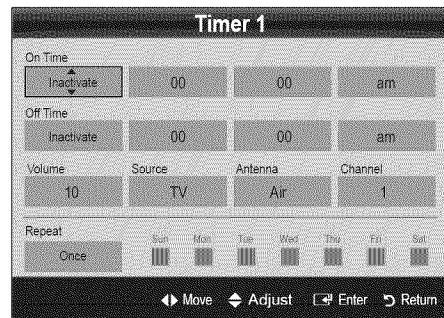 Timer 1
On Time
Inactivate 00 00 am
Off Time
Inactivate 00 00 am
Volume Source Antenna Channel
10 TV Air 1
Repeat
Once Sun Mon Tue Wed Thu Fri Sat
Move Adjust Enter Return